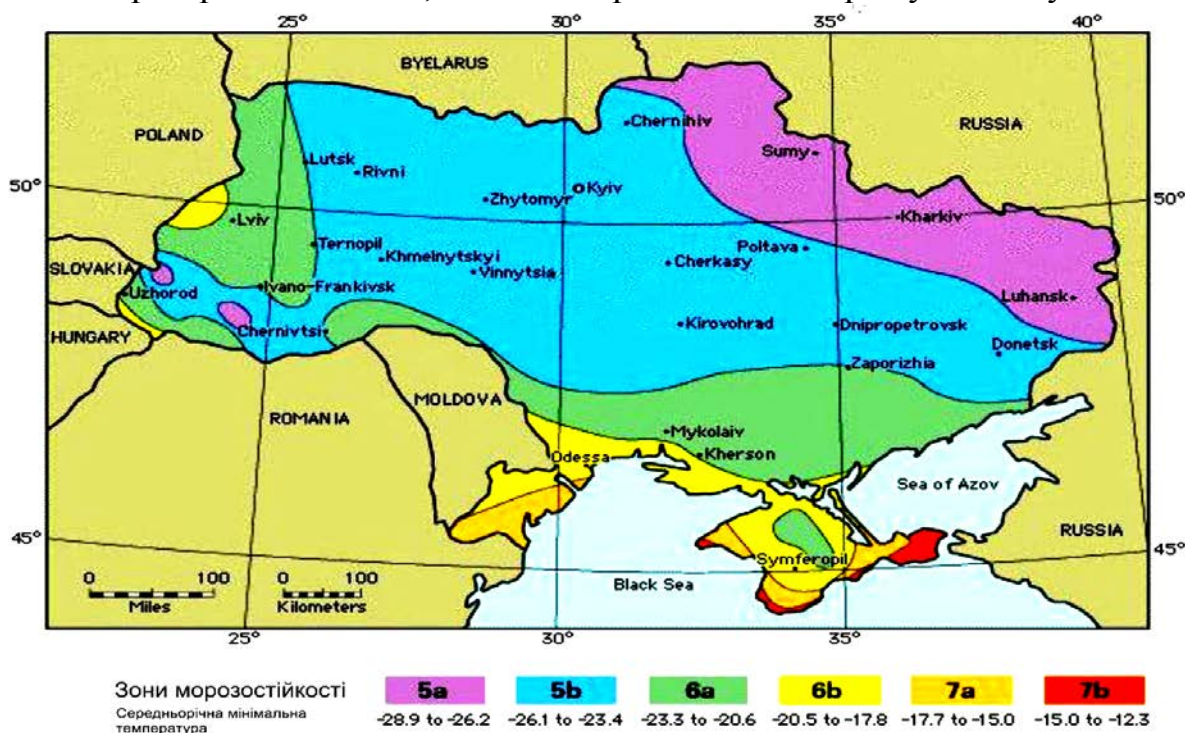 25°
30°
35°
40°
BYELARUS
POLAND
RUSSIA
Chernihiv
Sumy
Lutsk
Rivni
50°
Kyiv
50°
Zhytomyr
Lviv
Kharkiv
Ternopil
Poltava
Khmelnytskyi
Cherkasy
SLOVAKIA
Vinnytsia
Uzhorod
Ivano-Frankivsk
Luhansk
HUNGARY
Chernivtsi
Kirovohrad
Dnipropetrovsk
Donetsk
Zaporizhia
MOLDOVA
ROMANIA
Mykolaiv
Odessa
Kherson
Sea of Azov
45°
RUSSIA
45°
Symferopil
0 100
Miles
0 100
Kilometers
Black Sea
25°
30°
35°
Зони морозостійкості
Середньорічна мінімальна
температура
5a 5b 6a 6b 7a 7b
-28.9 to -26.2 -26.1 to -23.4 -23.3 to -20.6 -20.5 to -17.8 -17.7 to -15.0 -15.0 to -12.3